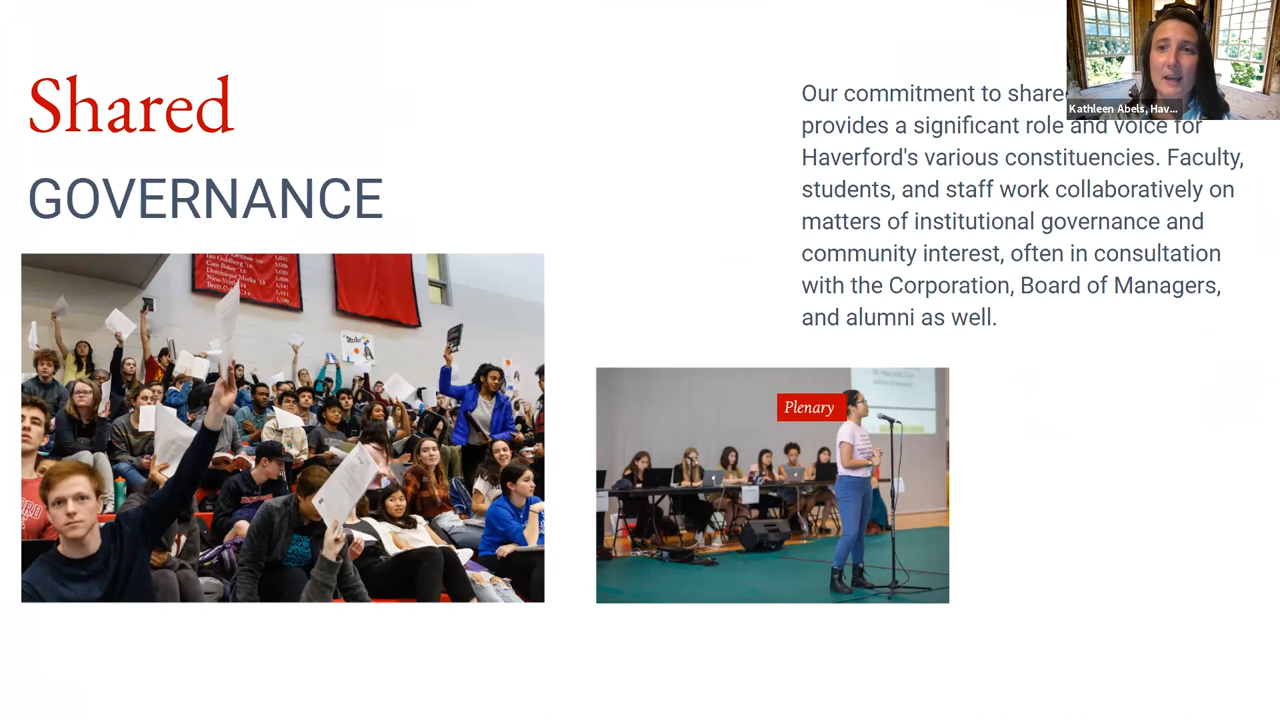 Shared
GOVERNANCE
Our commitment to shared
provides a significant role and voice for
Haverford's various constituencies. Faculty,
students, and staff work collaboratively on
matters of institutional governance and
community interest, often in consultation
with the Corporation, Board of Managers,
and alumni as well.
Kathleen Abels, Hav...
Plenary